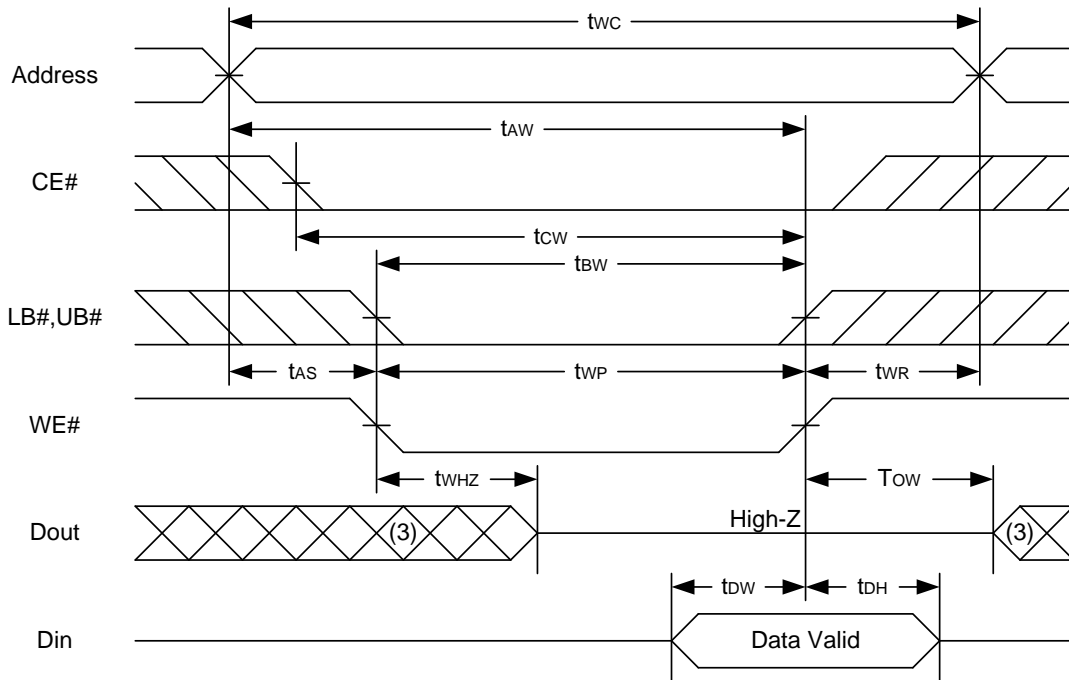 tWC
Address
tAW
CE#
tCW
tBW
LB#,UB#
tAS tWP tWR
WE#
tWHZ TOW
Dout (3) High-Z (3)
tDW tDH
Din Data Valid